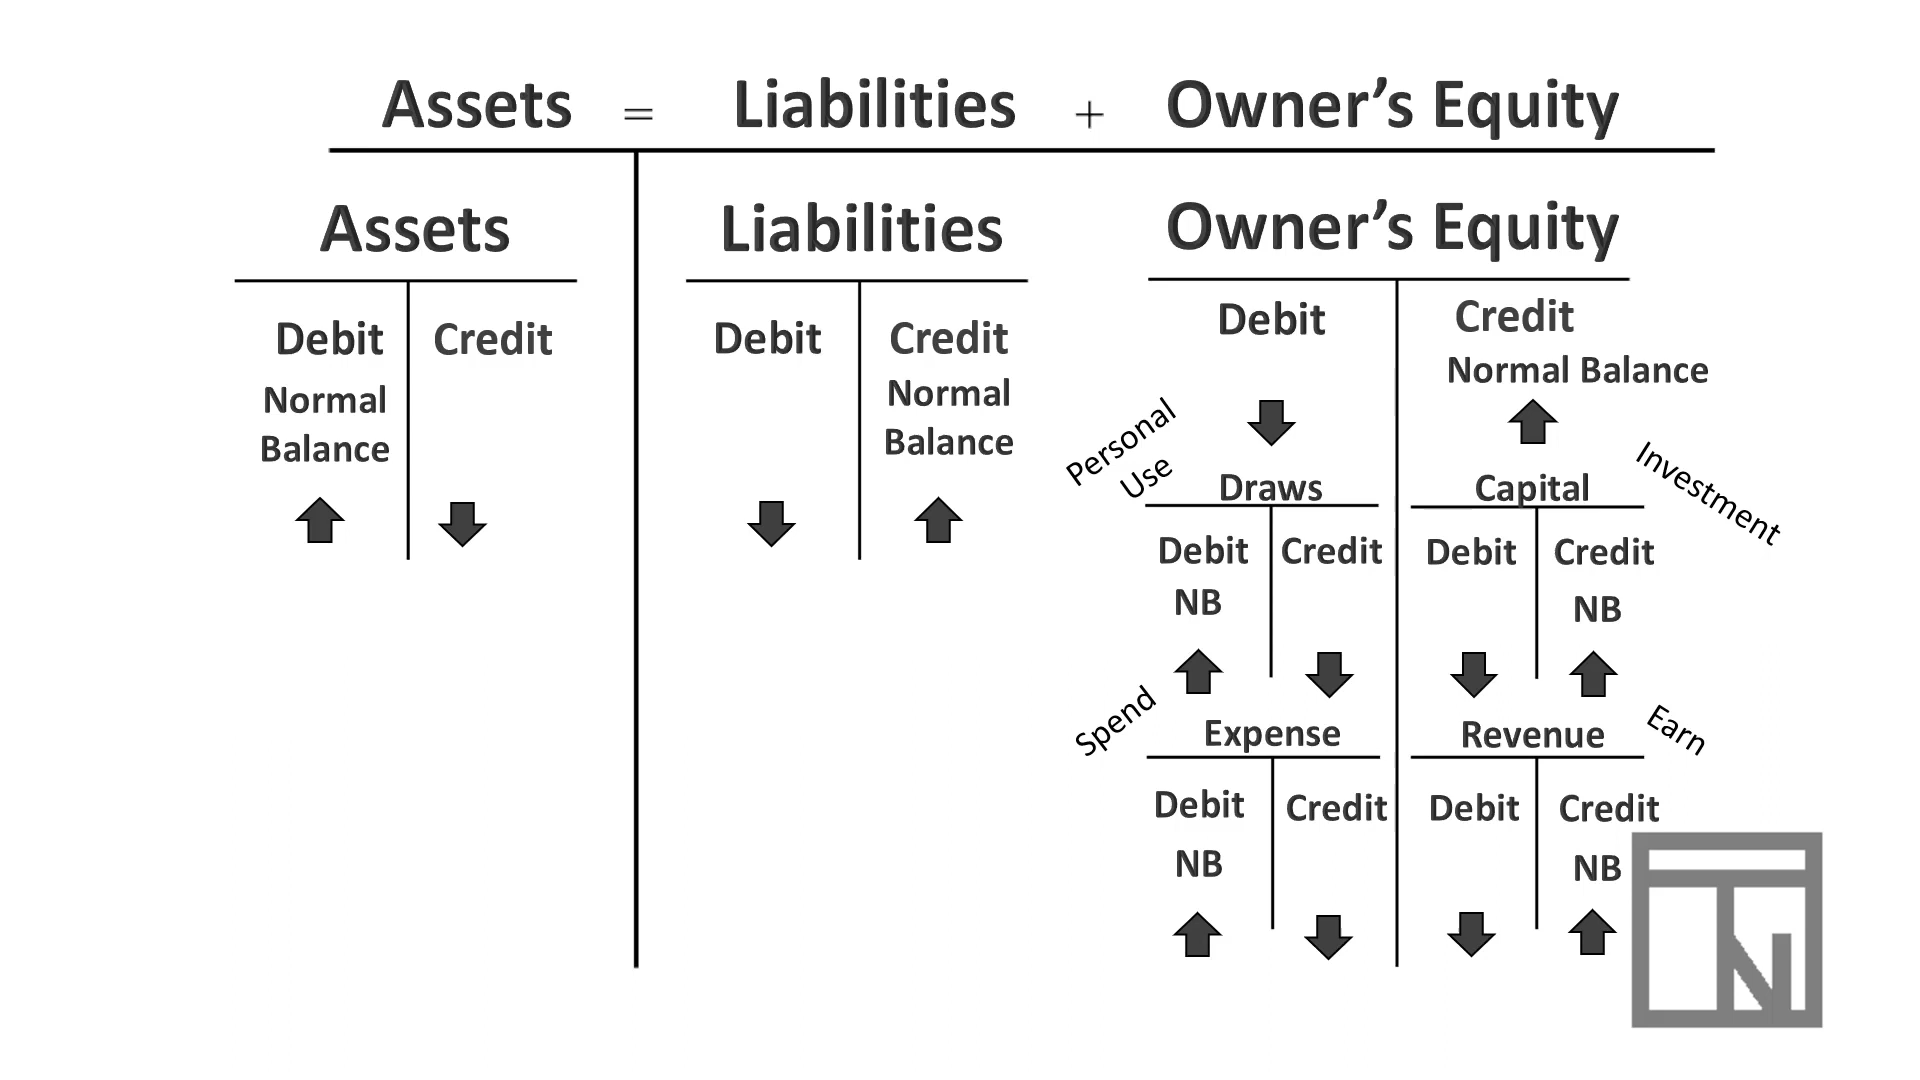 Assets = Liabilities + Owner’s Equity
Assets
Debit Credit
Normal
Balance
Liabilities
Debit Credit
Normal
Balance
Owner’s Equity
Debit Credit
Normal Balance
Personal
Use
Draws
Debit Credit
NB
Investment
Capital
Debit Credit
NB
Spend
Expense
Debit Credit
NB
Earn
Revenue
Debit Credit
NB
TN